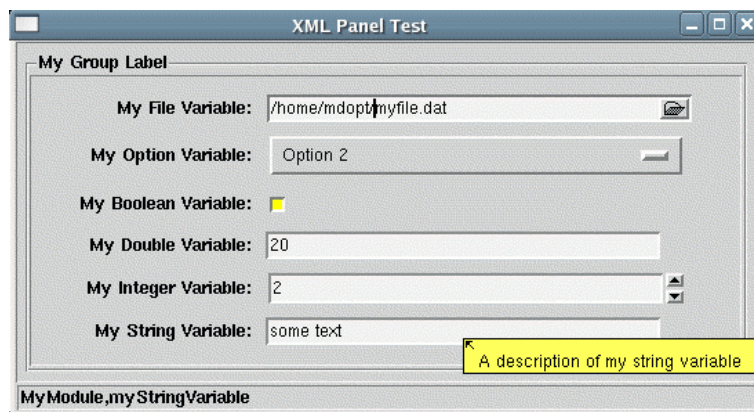 XML Panel Test
My Group Label
My File Variable: /home/mdopt/myfile.dat
My Option Variable: Option 2
My Boolean Variable:
My Double Variable: 20
My Integer Variable: 2
My String Variable: some text
A description of my string variable
MyModule,myStringVariable